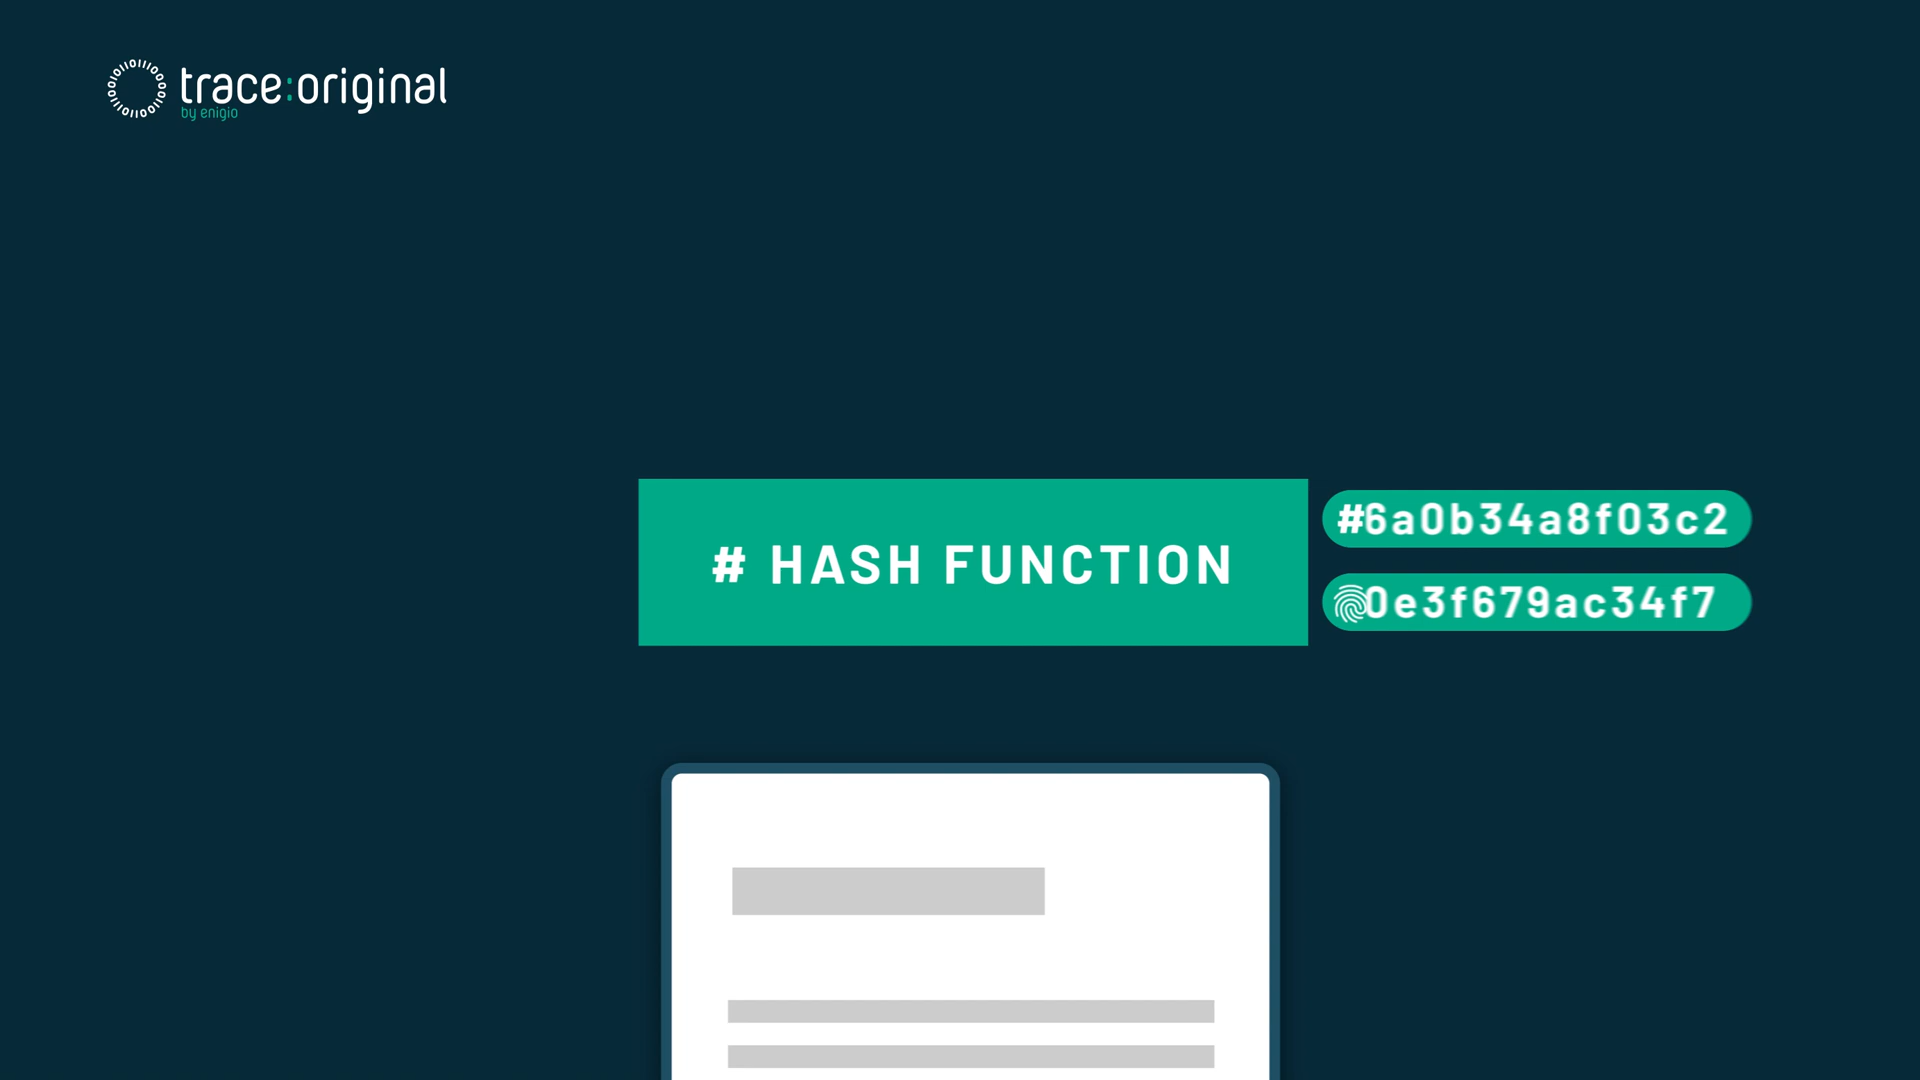 trace:original
by enigio
# HASH FUNCTION
#6a0b34a8f03c2
0e3f679ac34f7